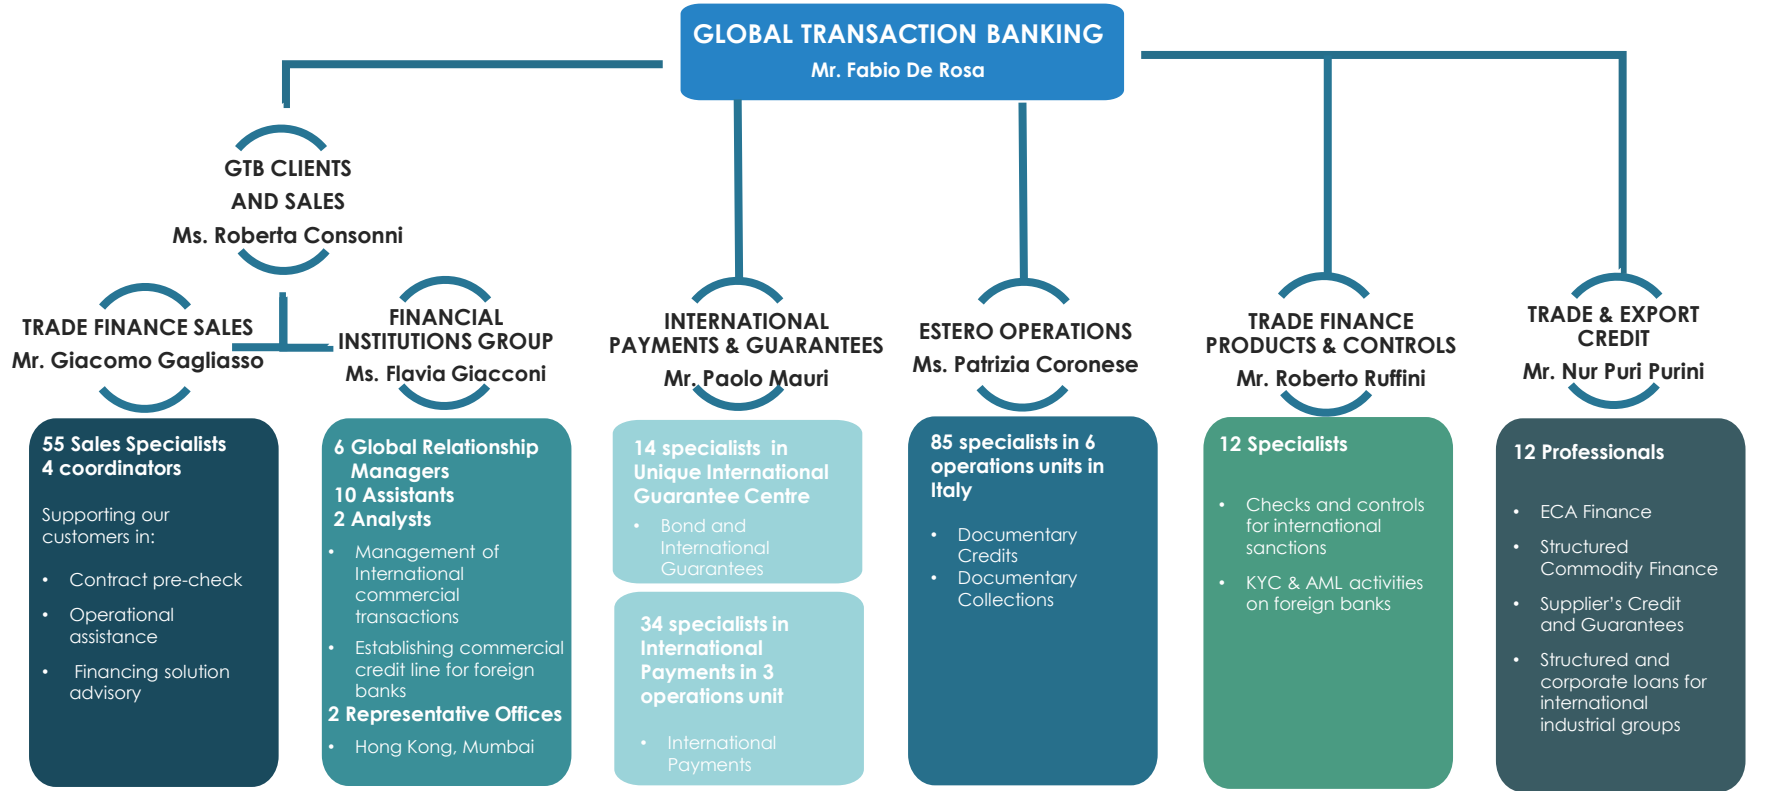 GLOBAL TRANSACTION BANKING
Mr. Fabio De Rosa
GTB CLIENTS
AND SALES
Ms. Roberta Consonni
TRADE FINANCE SALES
Mr. Giacomo Gagliasso
55 Sales Specialists
4 coordinators
Supporting our
customers in:
• Contract pre-check
• Operational
assistance
• Financing solution
advisory
FINANCIAL
INSTITUTIONS GROUP
Ms. Flavia Giacconi
6 Global Relationship
Managers
10 Assistants
2 Analysts
• Management of
International
commercial
transactions
• Establishing commercial
credit line for foreign
banks
2 Representative Offices
• Hong Kong, Mumbai
INTERNATIONAL
PAYMENTS & GUARANTEES
Mr. Paolo Mauri
14 specialists in
Unique International
Guarantee Centre
• Bond and
International
Guarantees
34 specialists in
International
Payments in 3
operations unit
• International
Payments
ESTERO OPERATIONS
Ms. Patrizia Coronese
85 specialists in 6
operations units in
Italy
• Documentary
Credits
• Documentary
Collections
TRADE FINANCE
PRODUCTS & CONTROLS
Mr. Roberto Ruffini
12 Specialists
• Checks and controls
for international
sanctions
• KYC & AML activities
on foreign banks
TRADE & EXPORT
CREDIT
Mr. Nur Puri Purini
12 Professionals
• ECA Finance
• Structured
Commodity Finance
• Supplier’s Credit
and Guarantees
• Structured and
corporate loans for
international
industrial groups